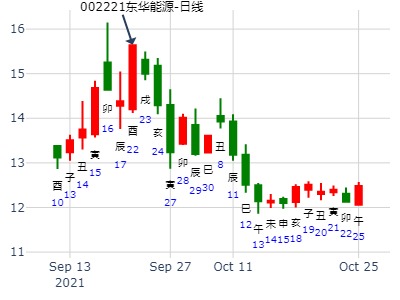 002221东华能源-日线
16
15
14
13
12
11
酉 10
子 13
丑 14
寅 15
卯 16
辰 17
酉 22
戌 23
亥 24
寅 27
卯 28
辰 29
巳 30
丑 8
辰 11
巳 12
午 13
未 14
申 15
亥 18
子 19
丑 20
寅 21
卯 22
午 25
Sep 13
2021
Sep 27
Oct 11
Oct 25